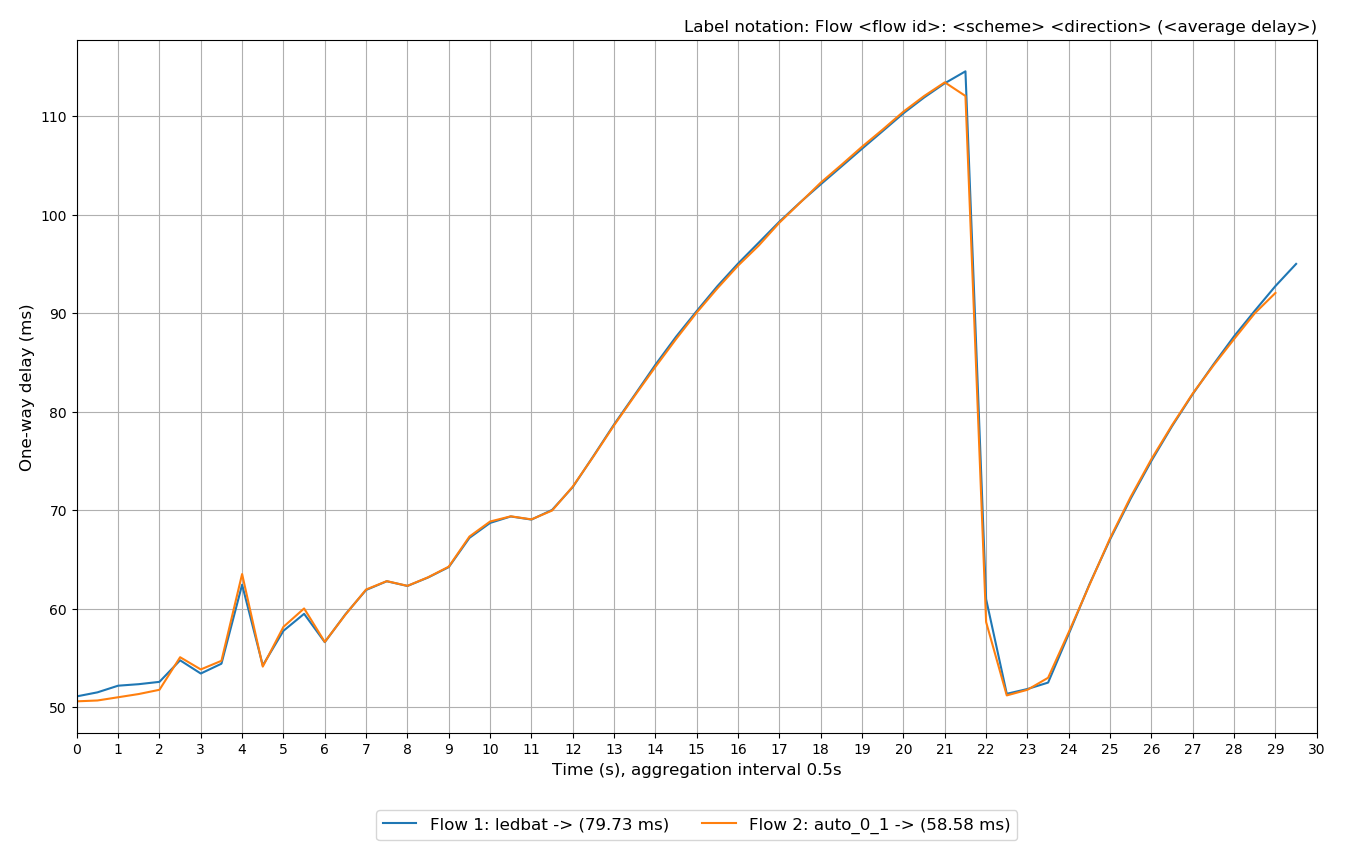 Label notation: Flow <flow id>: <scheme> <direction> (<average delay>)
110
100
90
80
70
60
50
One-way delay (ms)
0 1 2 3 4 5 6 7 8 9 10 11 12 13 14 15 16 17 18 19 20 21 22 23 24 25 26 27 28 29 30
Time (s), aggregation interval 0.5s
Flow 1: ledbat -> (79.73 ms) Flow 2: auto_0_1 -> (58.58 ms)